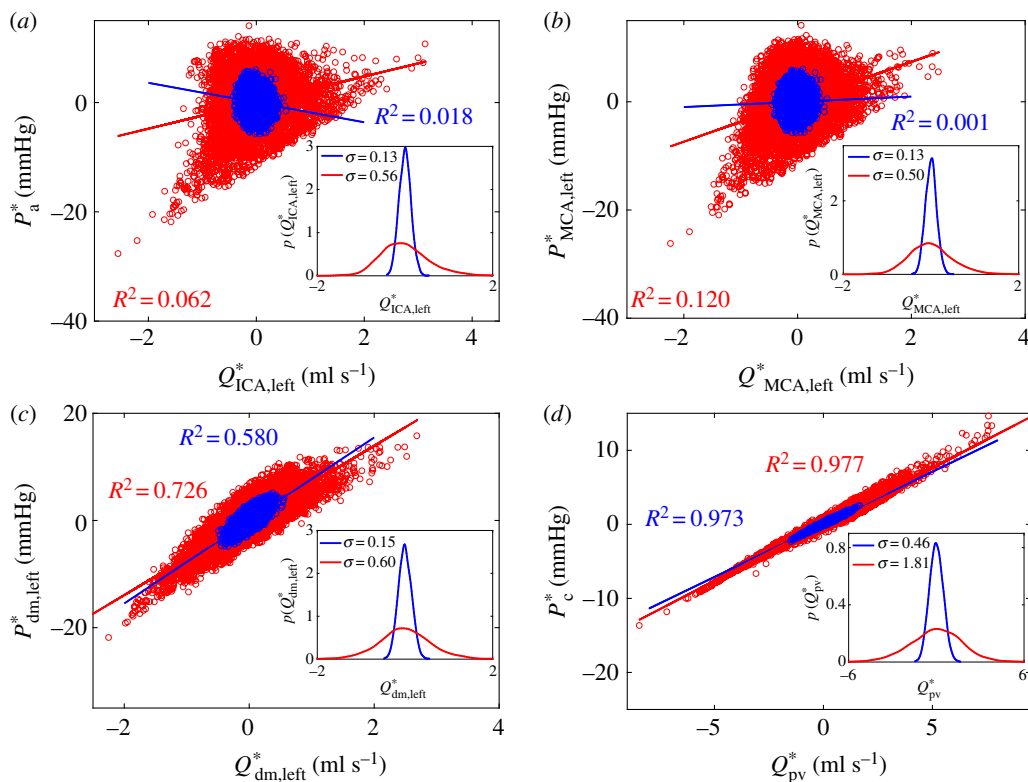 (a)
20
0
−20
−40
P*a (mmHg)
R² = 0.018
R² = 0.062
−2
0
2
4
Q*ICA,left (ml s⁻¹)
σ = 0.13
σ = 0.56
3
2
1
0
p (Q*ICA,left)
−2
2
Q*ICA,left
(b)
20
0
−20
−40
P*MCA,left (mmHg)
R² = 0.001
R² = 0.120
−2
0
2
4
Q*MCA,left (ml s⁻¹)
σ = 0.13
σ = 0.50
2
0
p (Q*MCA,left)
−2
2
Q*MCA,left
(c)
20
0
−20
P*dm,left (mmHg)
R² = 0.580
R² = 0.726
−2
0
2
4
Q*dm,left (ml s⁻¹)
σ = 0.15
σ = 0.60
3
2
1
0
p(Q*dm,left)
−2
2
Q*dm,left
(d)
10
0
−10
−20
P*c (mmHg)
R² = 0.977
R² = 0.973
−5
0
5
Q*pv (ml s⁻¹)
σ = 0.46
σ = 1.81
0.8
0.4
0
p (Q*pv)
−6
6
Q*pv